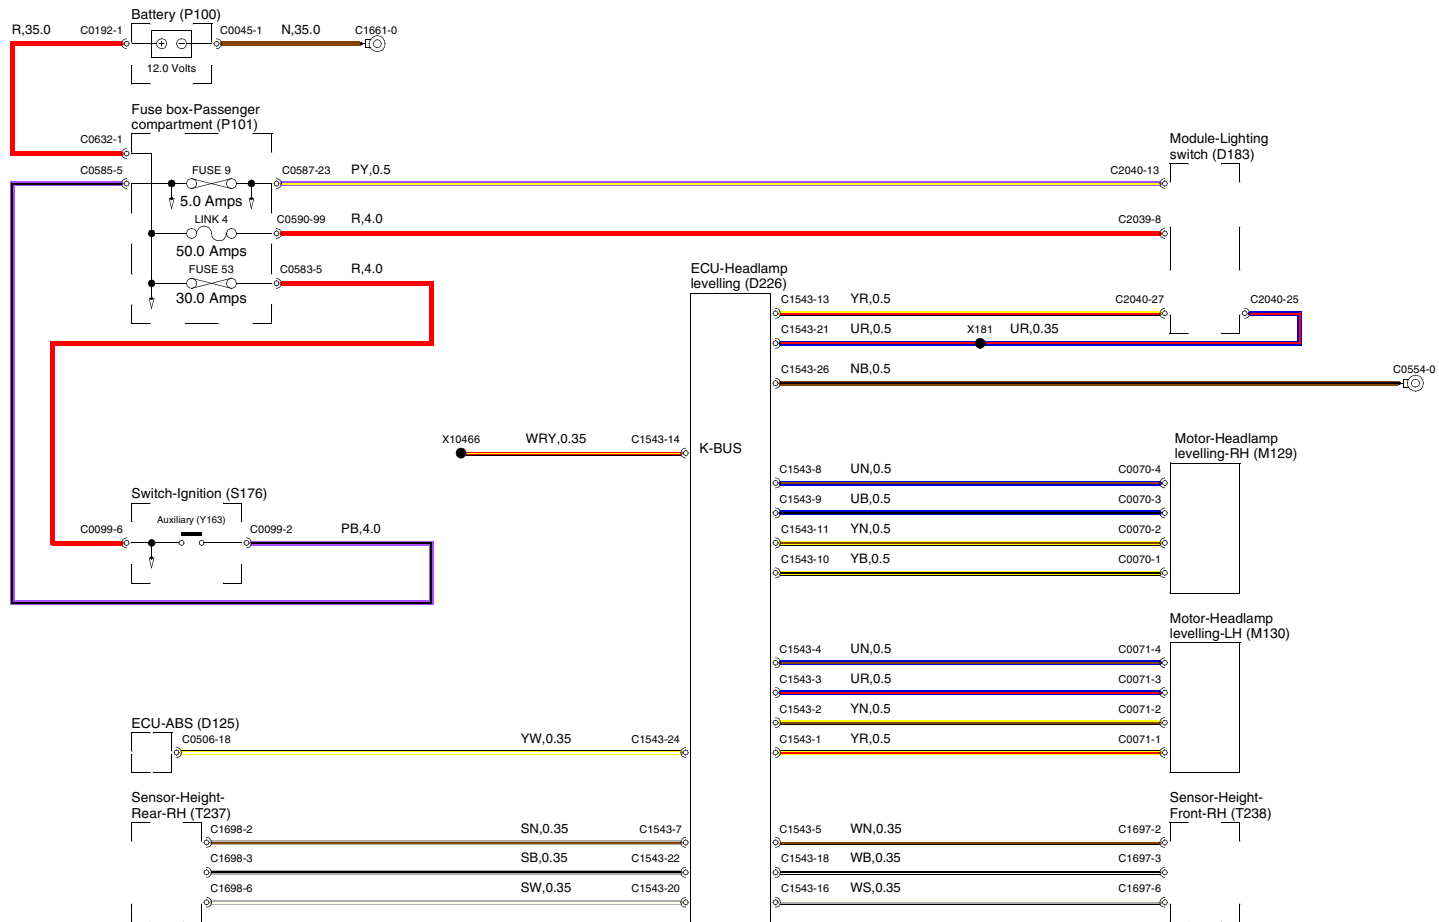 Battery (P100)
R,35.0 C0192-1 C0045-1 N,35.0 C1661-0
12.0 Volts
Fuse box-Passenger
compartment (P101)
C0632-1
C0585-5 FUSE 9 C0587-23 PY,0.5 C2040-13
5.0 Amps
LINK 4 C0590-99 R,4.0 C2039-8
50.0 Amps
FUSE 53 C0583-5 R,4.0
30.0 Amps
Module-Lighting
switch (D183)
ECU-Headlamp
levelling (D226)
C1543-13 YR,0.5 C2040-27 C2040-25
C1543-21 UR,0.5 X181 UR,0.35
C1543-26 NB,0.5 C0554-0
X10466 WRY,0.35 C1543-14 K-BUS
Motor-Headlamp
levelling-RH (M129)
C1543-8 UN,0.5 C0070-4
C1543-9 UB,0.5 C0070-3
C1543-11 YN,0.5 C0070-2
C1543-10 YB,0.5 C0070-1
Switch-Ignition (S176)
Auxiliary (Y163)
C0099-6 C0099-2 PB,4.0
Motor-Headlamp
levelling-LH (M130)
C1543-4 UN,0.5 C0071-4
C1543-3 UR,0.5 C0071-3
C1543-2 YN,0.5 C0071-2
C1543-1 YR,0.5 C0071-1
ECU-ABS (D125)
C0506-18 YW,0.35 C1543-24
Sensor-Height-
Rear-RH (T237)
C1698-2 SN,0.35 C1543-7
C1698-3 SB,0.35 C1543-22
C1698-6 SW,0.35 C1543-20
Sensor-Height-
Front-RH (T238)
C1543-5 WN,0.35 C1697-2
C1543-18 WB,0.35 C1697-3
C1543-16 WS,0.35 C1697-6